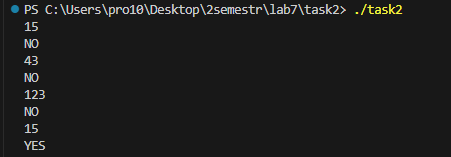 PS C:\Users\pro10\Desktop\2semestr\lab7\task2> ./task2
15
NO
43
NO
123
NO
15
YES